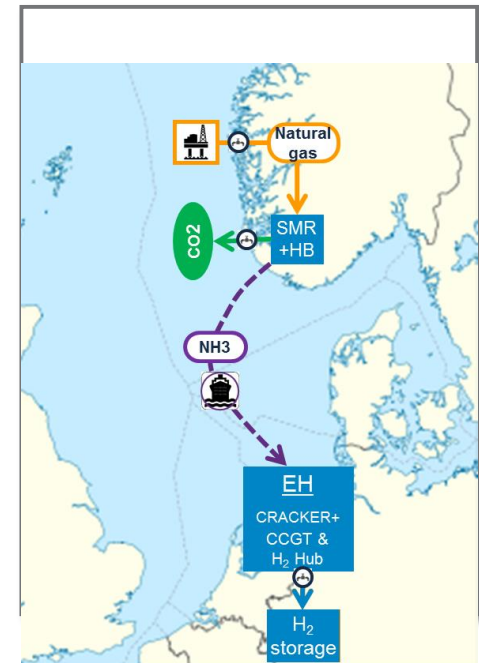 Natural
gas
CO2
SMR
+HB
NH3
EH
CRACKER+
CCGT &
H₂ Hub
H₂
storage